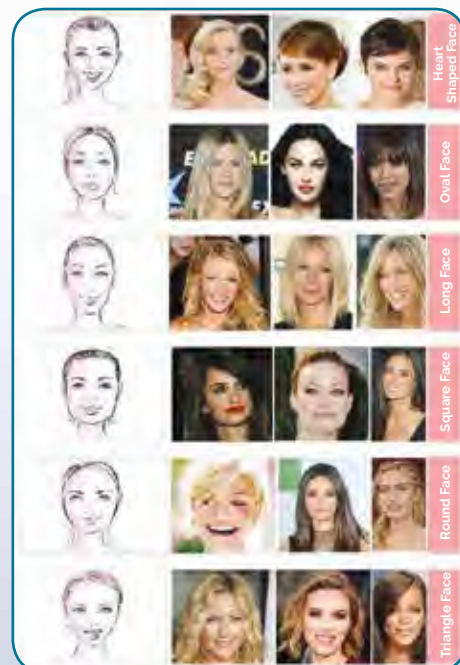 Heart
Shaped Face
Oval Face
Long Face
Square Face
Round Face
Triangle Face